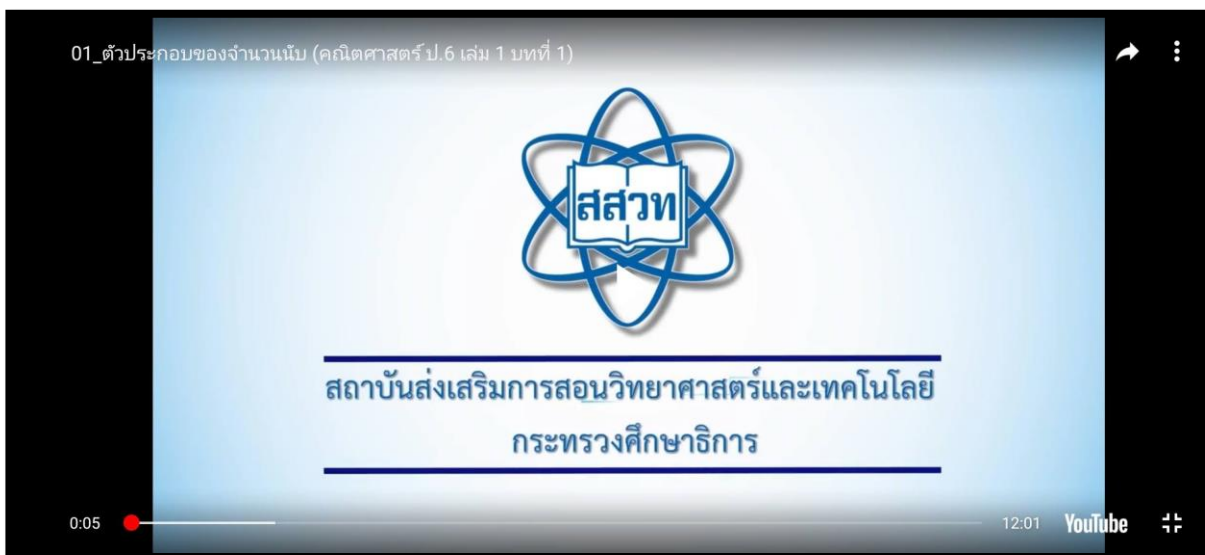 01_ตัวประกอบของจำนวนนับ (คณิตศาสตร์ ป.6 เล่ม 1 บทที่ 1)
สสวท
สถาบันส่งเสริมการสอนวิทยาศาสตร์และเทคโนโลยี
กระทรวงศึกษาธิการ
0:05
12:01 YouTube